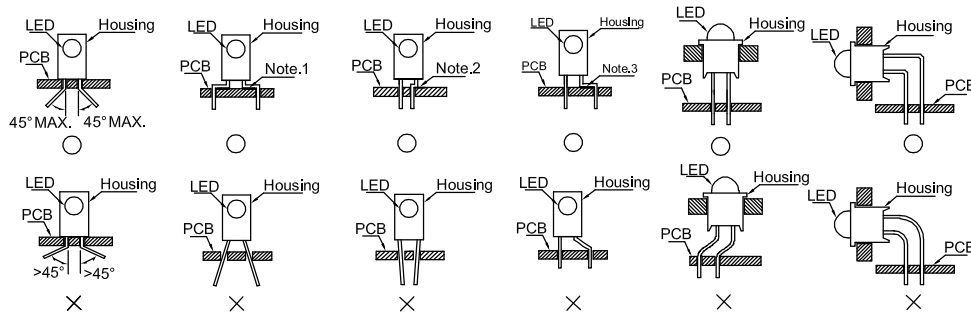 LED Housing
PCB
45° MAX. 45° MAX.
LED Housing
PCB Note.1
LED Housing
PCB Note.2
LED Housing
PCB Note.3
LED Housing
PCB
LED Housing
PCB
LED Housing
PCB
>45° >45°
LED Housing
PCB
LED Housing
PCB
LED Housing
PCB
LED Housing
PCB
LED Housing
PCB